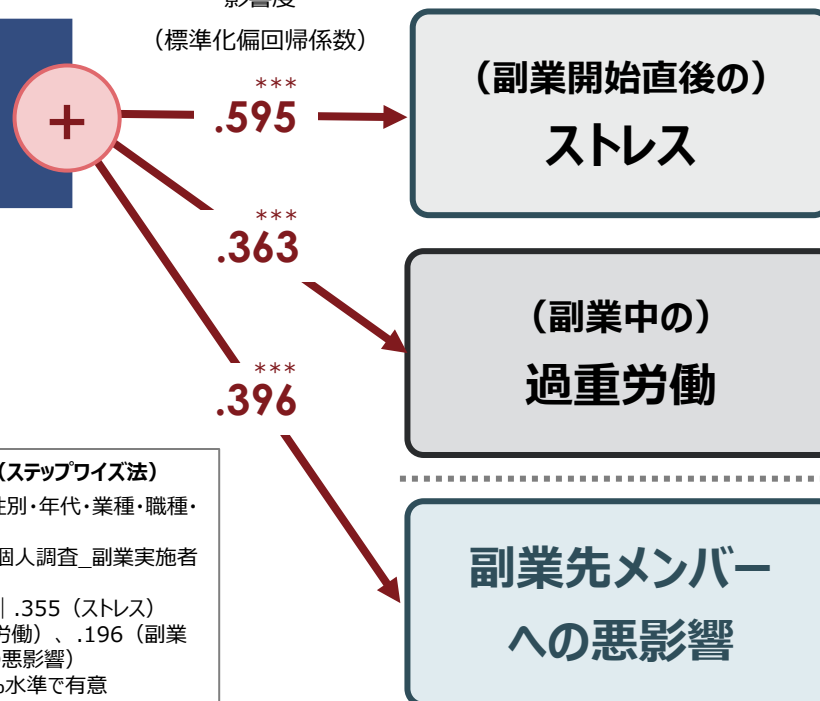 影響度
（標準化偏回帰係数）
***
.595
（副業開始直後の）
ストレス
+
***
.363
（副業中の）
過重労働
***
.396
副業先メンバー
への悪影響
（ステップワイズ法）
性別・年代・業種・職種・
個人調査_副業実施者
| .355（ストレス）
労働）、.196（副業
悪影響）
水準で有意